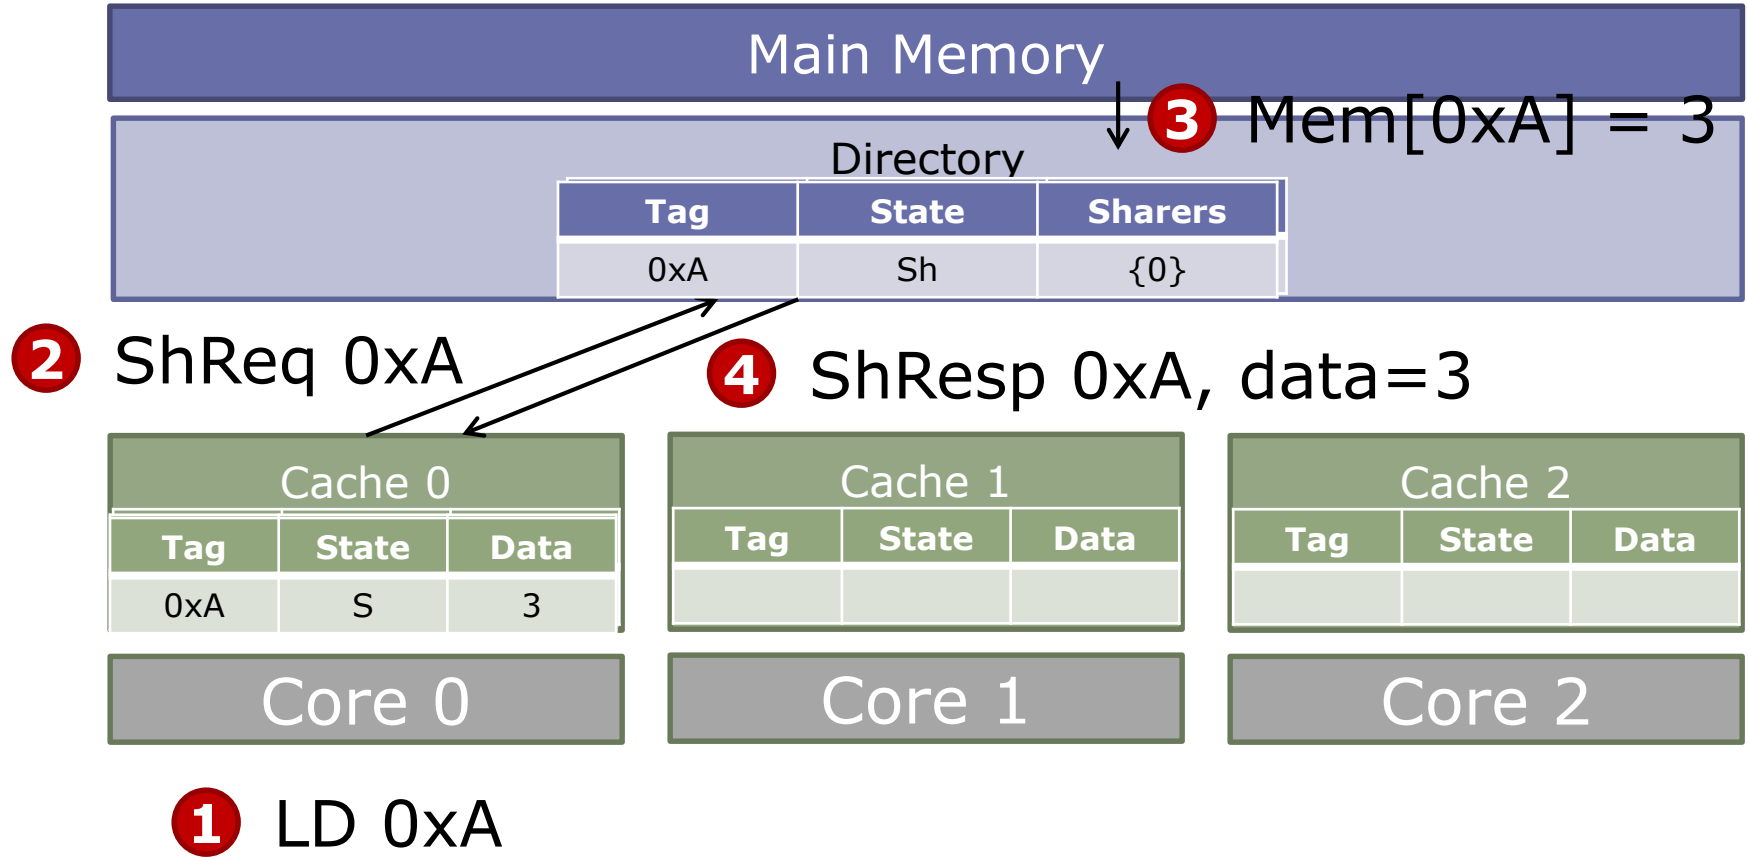 Main Memory
3 Mem[0xA] = 3
Directory
Tag State Sharers
0xA Sh {0}
2 ShReq 0xA
4 ShResp 0xA, data=3
Cache 0
Tag State Data
0xA S 3
Cache 1
Tag State Data
Cache 2
Tag State Data
Core 0
Core 1
Core 2
1 LD 0xA